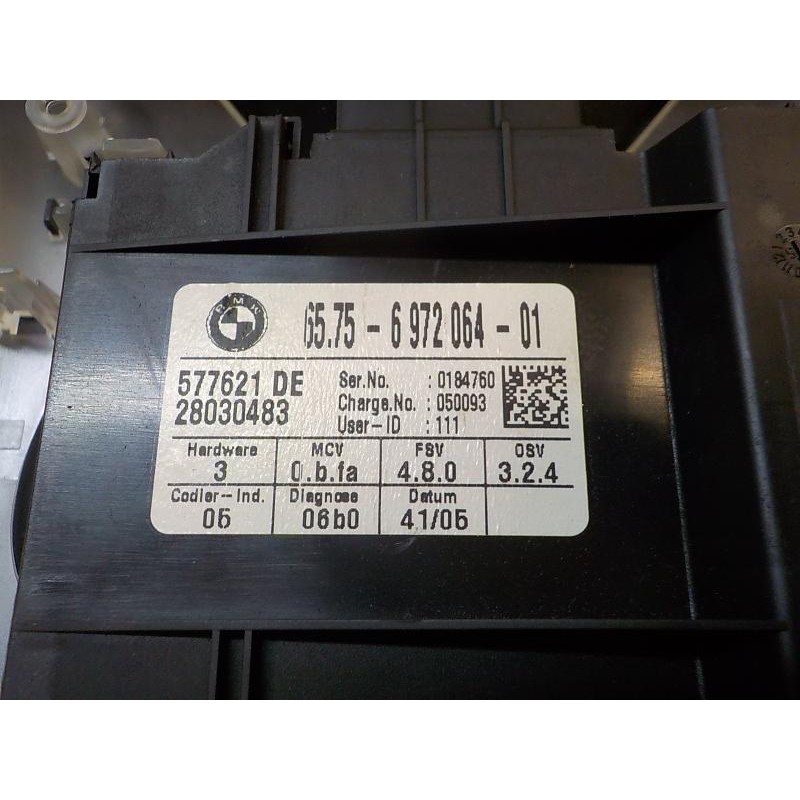 BMW
65.75 - 6 972 064 - 01
577621 DE
28030483
Ser.No. : 0184760
Charge.No. : 050093
User-ID : 111
Hardware MCV FSV OSV
3 0.b.fa 4.8.0 3.2.4
Codier-Ind. Diagnose Datum
05 06b0 41/05